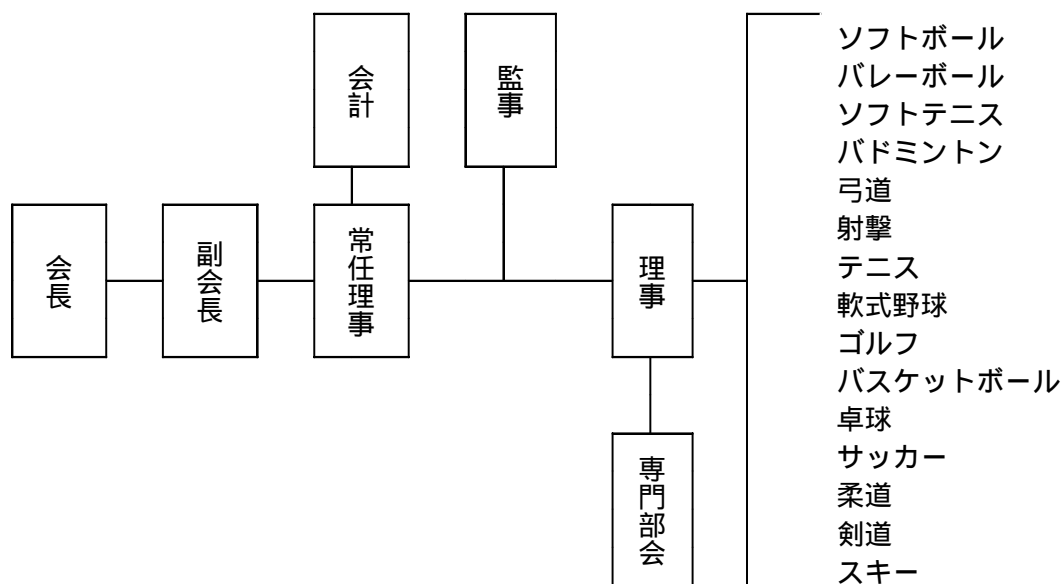 会計
監事
会長
副会長
常任理事
理事
専門部会
ソフトボール
バレーボール
ソフトテニス
バドミントン
弓道
射撃
テニス
軟式野球
ゴルフ
バスケットボール
卓球
サッカー
柔道
剣道
スキー